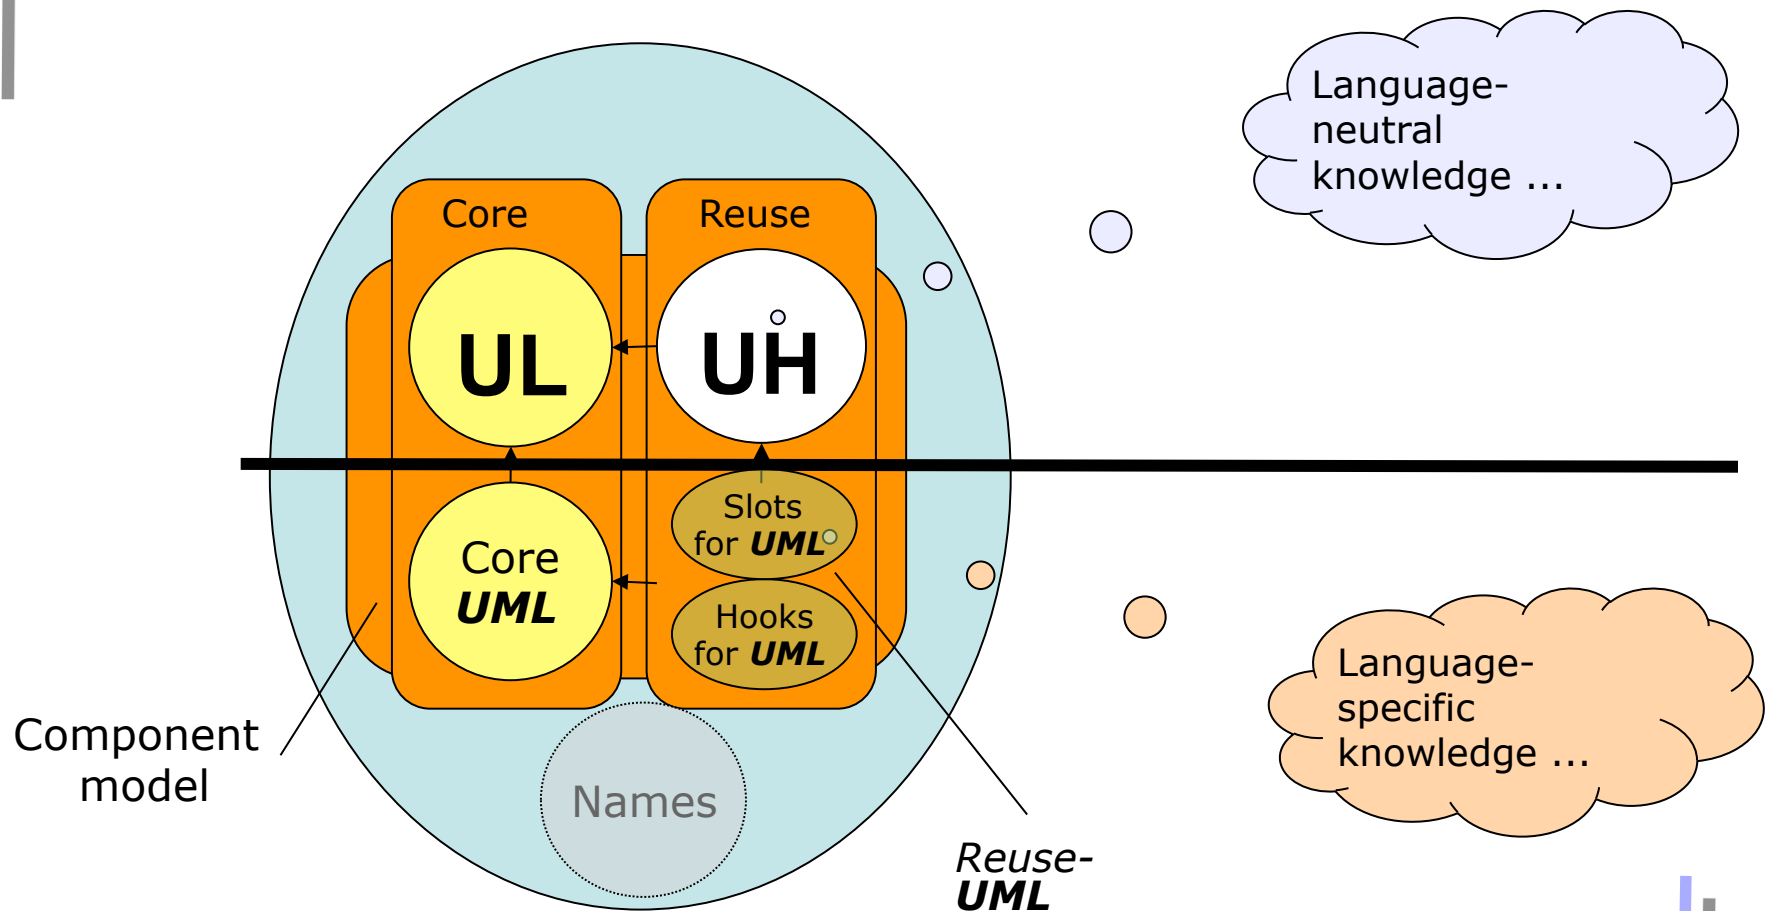 Language-
neutral
knowledge ...
Core
Reuse
UL
UH
Slots
for UML
Core
UML
Hooks
for UML
Language-
specific
knowledge ...
Component
model
Names
Reuse-
UML